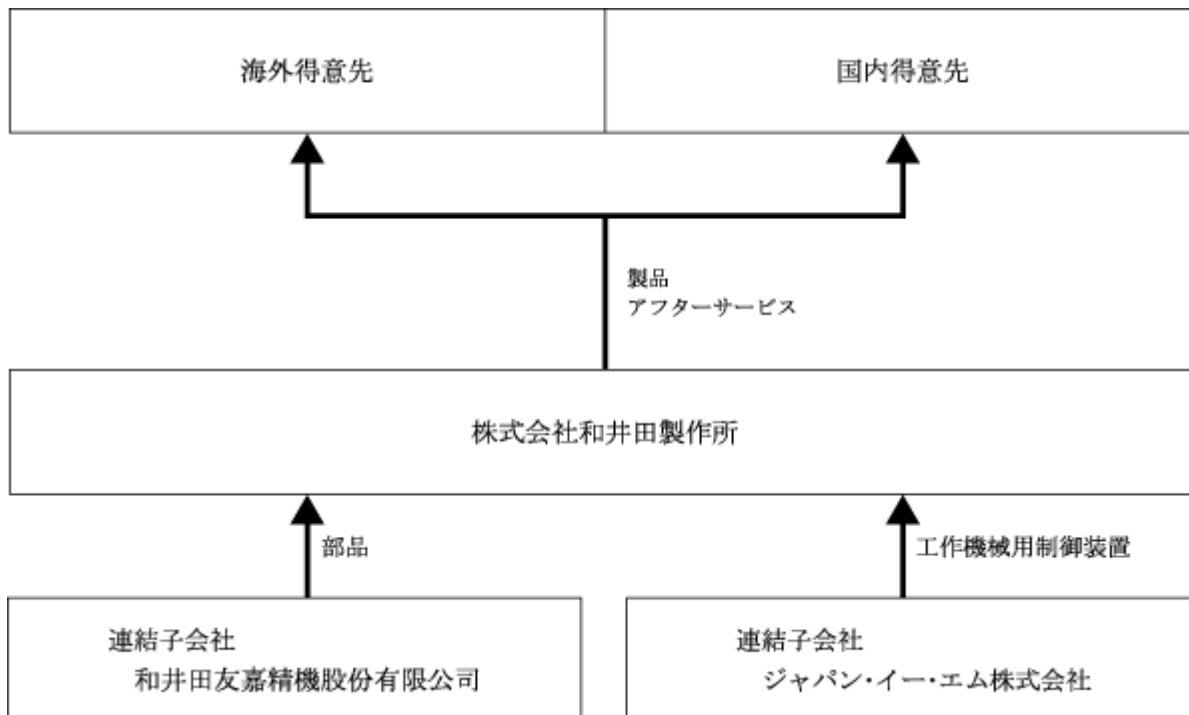 海外得意先
国内得意先
製品
アフターサービス
株式会社和井田製作所
部品
工作機械用制御装置
連結子会社
和井田友嘉精機股份有限公司
連結子会社
ジャパン・イー・エム株式会社